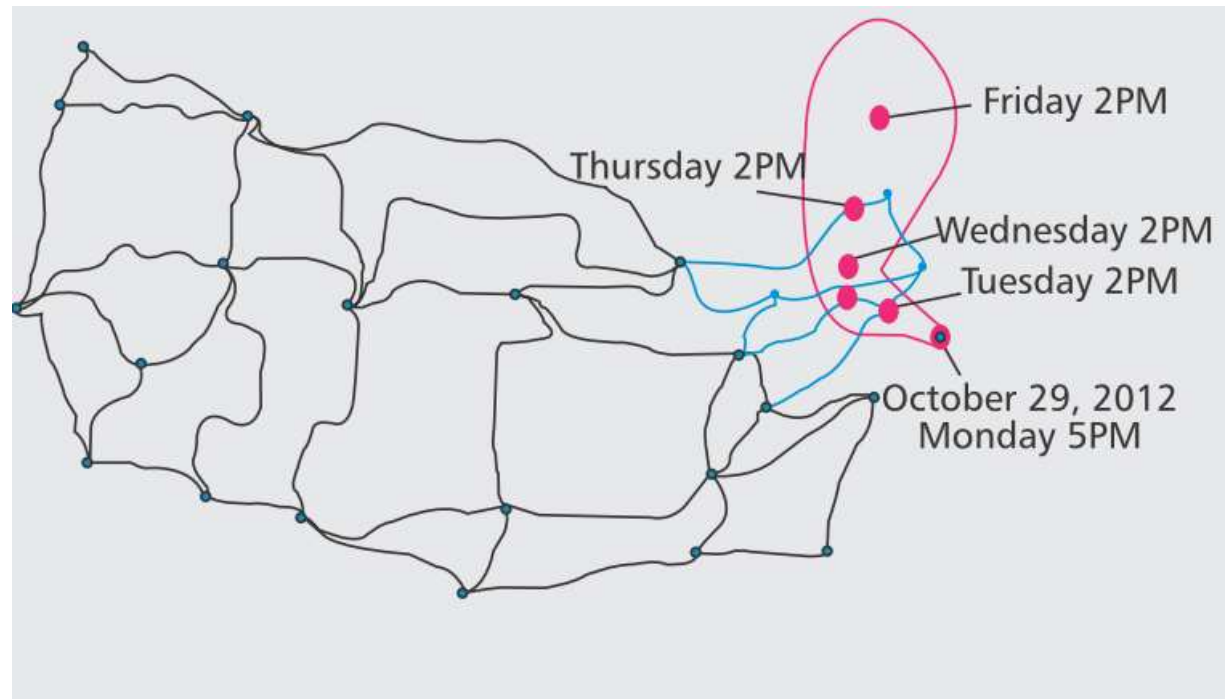 Friday 2PM
Thursday 2PM
Wednesday 2PM
Tuesday 2PM
October 29, 2012
Monday 5PM